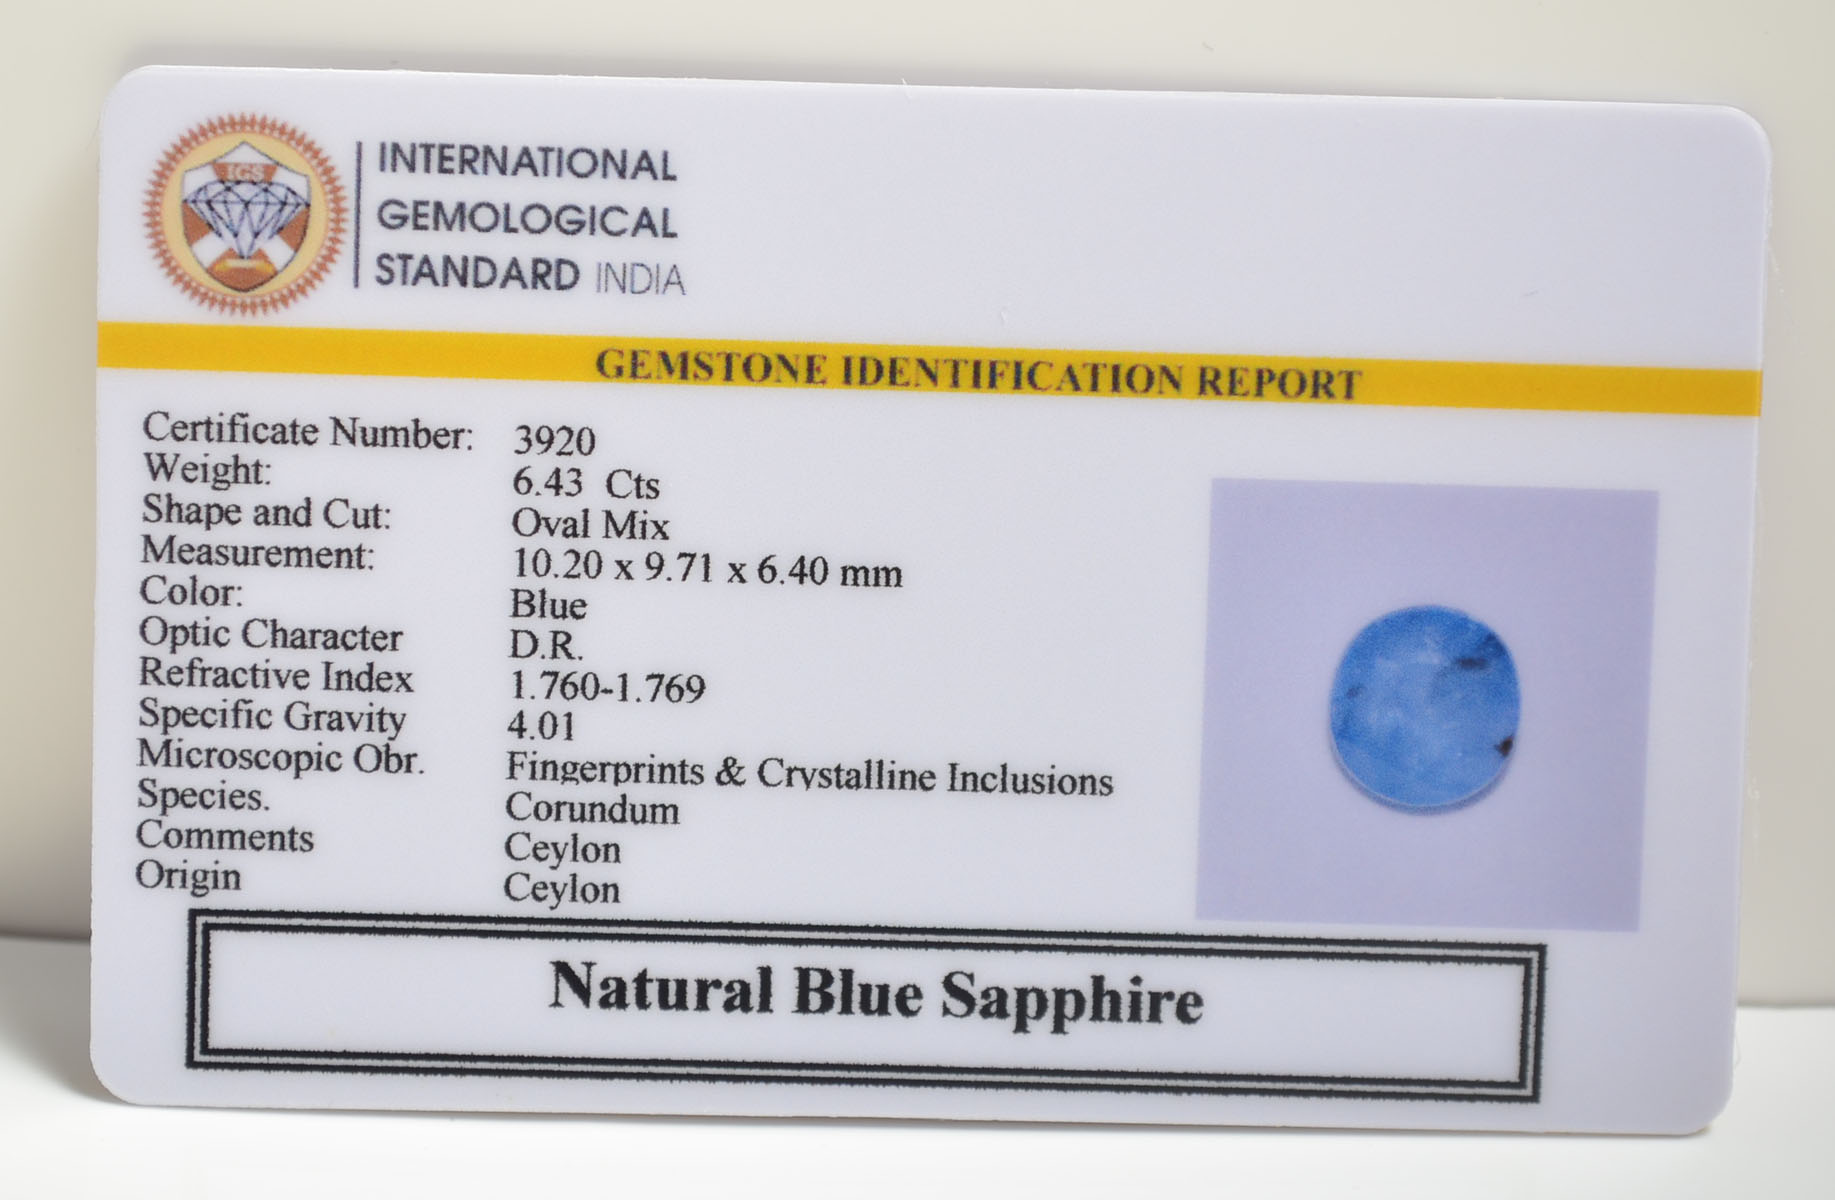 IGS
INTERNATIONAL
GEMOLOGICAL
STANDARD INDIA
GEMSTONE IDENTIFICATION REPORT
Certificate Number: 3920
Weight: 6.43 Cts
Shape and Cut: Oval Mix
Measurement: 10.20 x 9.71 x 6.40 mm
Color: Blue
Optic Character D.R.
Refractive Index 1.760-1.769
Specific Gravity 4.01
Microscopic Obr. Fingerprints & Crystalline Inclusions
Species. Corundum
Comments Ceylon
Origin Ceylon
Natural Blue Sapphire